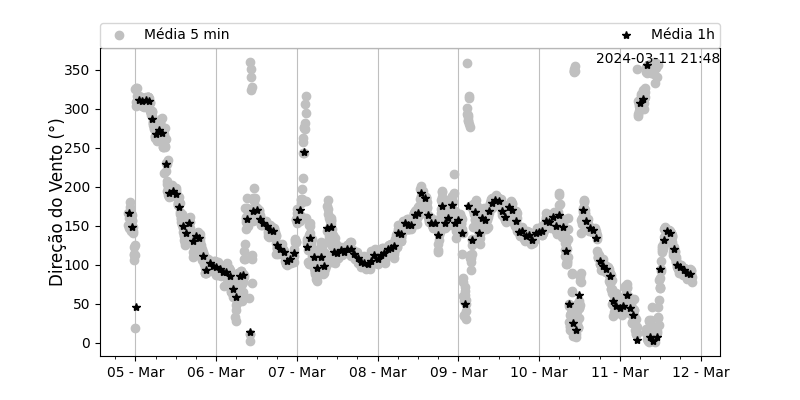 Média 5 min
Média 1h
2024-03-11 21:48
Direção do Vento (°)
350
300
250
200
150
100
50
0
05 - Mar
06 - Mar
07 - Mar
08 - Mar
09 - Mar
10 - Mar
11 - Mar
12 - Mar